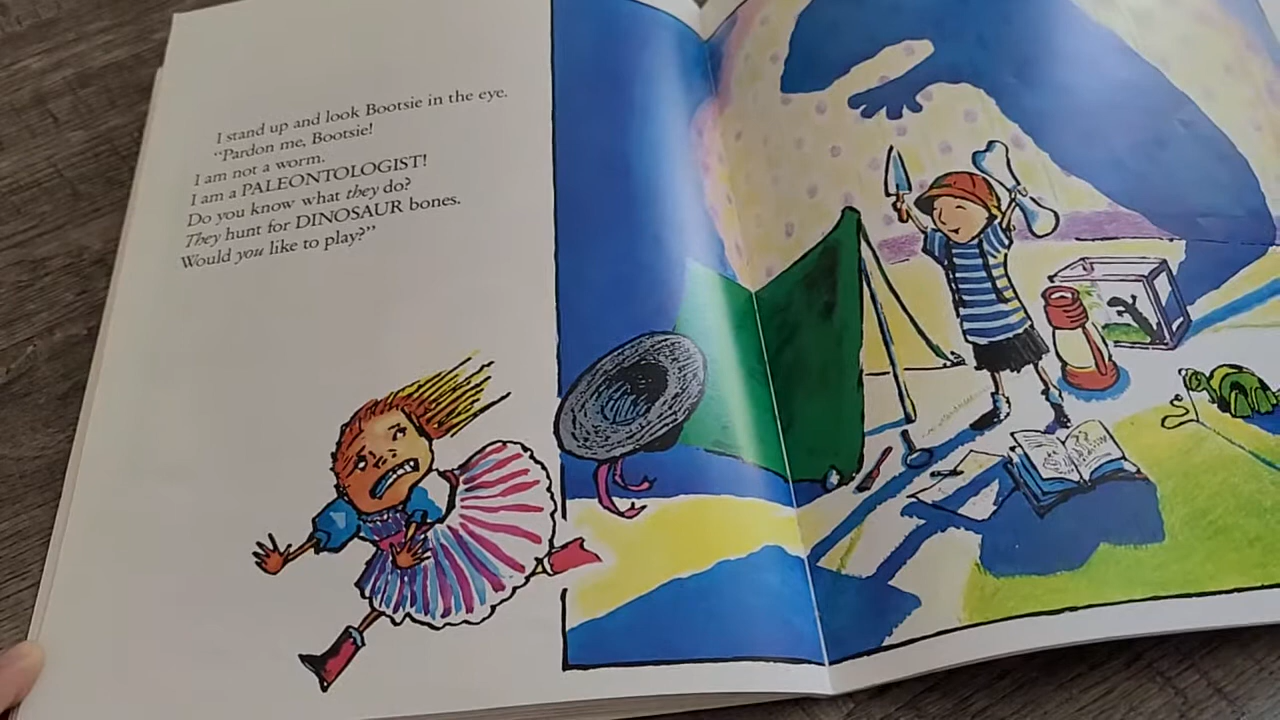 I stand up and look Bootsie in the eye.
"Pardon me, Bootsie!
I am not a worm.
I am a PALEONTOLOGIST!
Do you know what they do?
They hunt for DINOSAUR bones.
Would you like to play?"